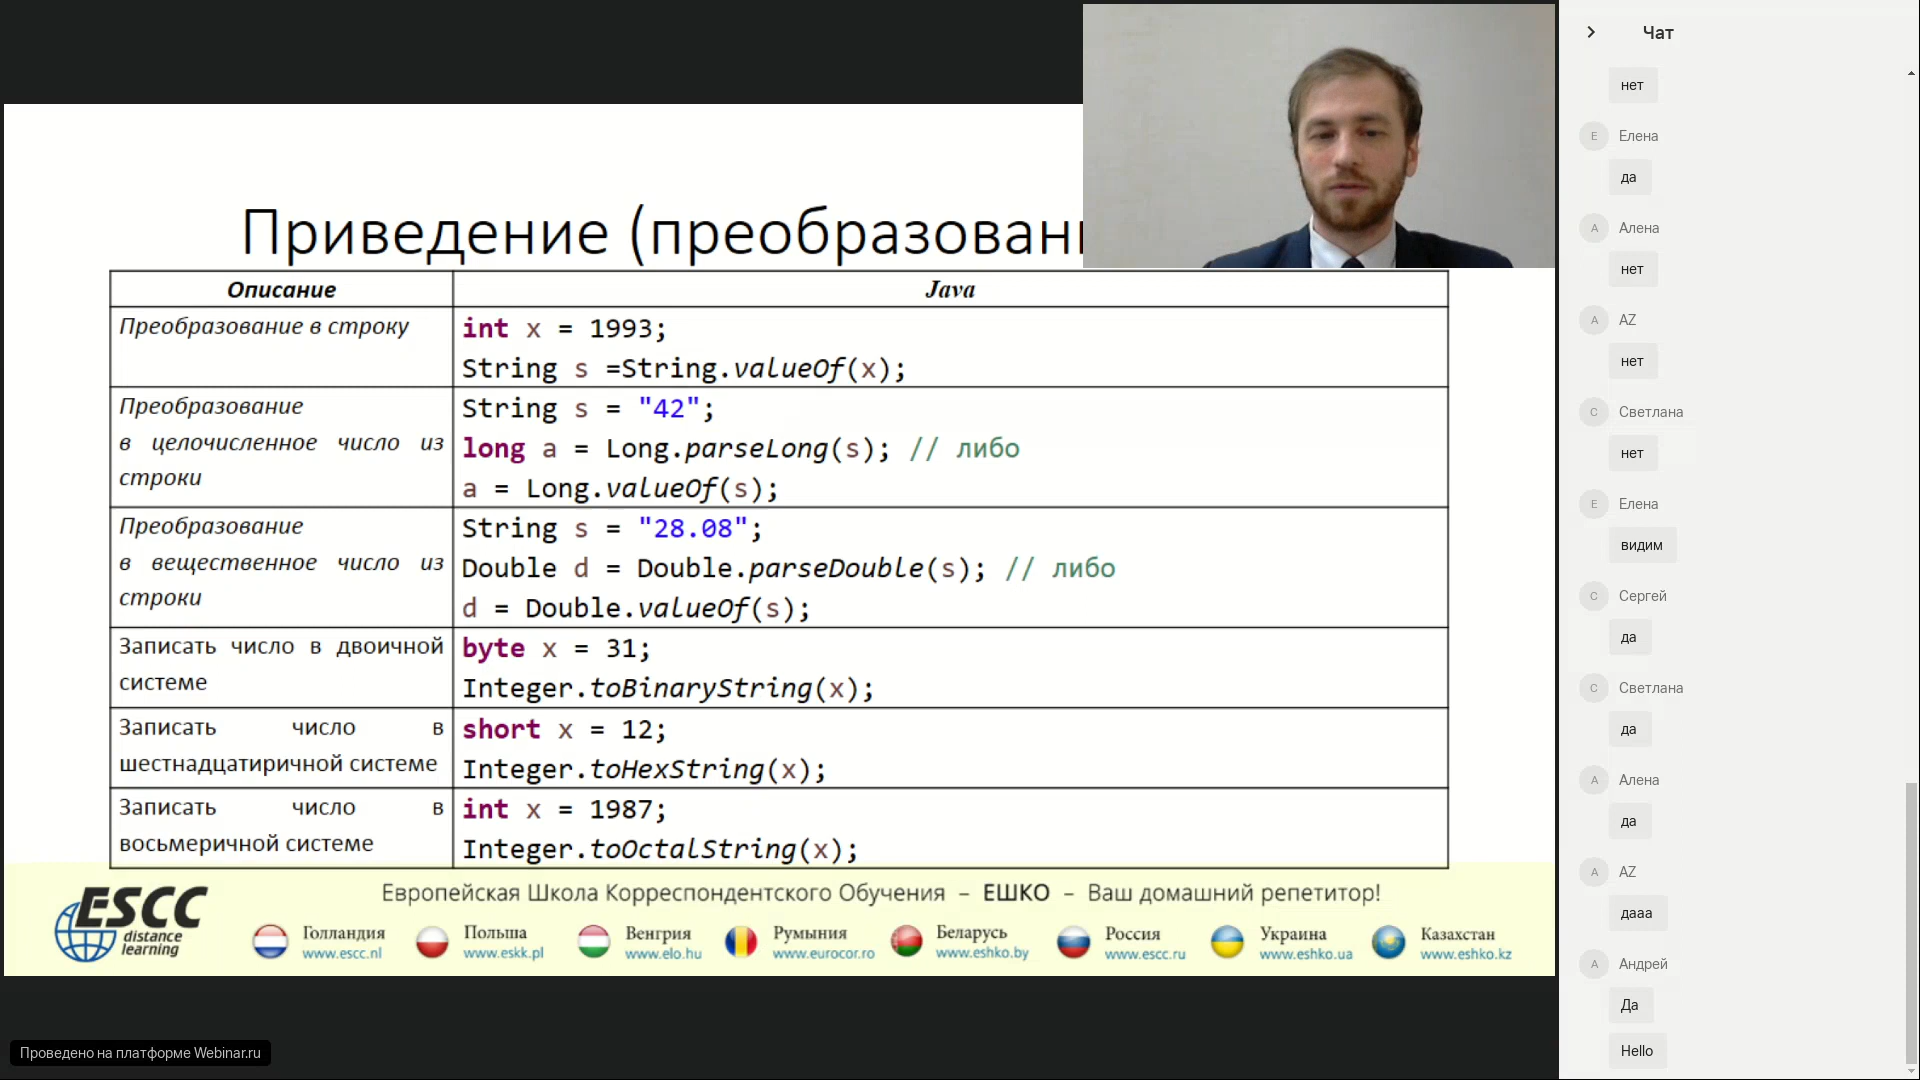 Приведение (преобразован
Описание
Java
Преобразование в строку
int x = 1993;
String s =String.valueOf(x);
Преобразование
в целочисленное число из
строки
String s = "42";
long a = Long.parseLong(s); // либо
a = Long.valueOf(s);
Преобразование
в вещественное число из
строки
String s = "28.08";
Double d = Double.parseDouble(s); // либо
d = Double.valueOf(s);
Записать число в двоичной
системе
byte x = 31;
Integer.toBinaryString(x);
Записать число в
шестнадцатиричной системе
short x = 12;
Integer.toHexString(x);
Записать число в
восьмеричной системе
int x = 1987;
Integer.toOctalString(x);
Европейская Школа Корреспондентского Обучения – ЕШКО – Ваш домашний репетитор!
ESCC
distance
learning
Голландия
www.escc.nl
Польша
www.eskk.pl
Венгрия
www.elo.hu
Румыния
www.eurocor.ro
Беларусь
www.eshko.by
Россия
www.escc.ru
Украина
www.eshko.ua
Казахстан
www.eshko.kz
Проведено на платформе Webinar.ru
Чат
нет
Е Елена
да
А Алена
нет
A AZ
нет
С Светлана
нет
Е Елена
видим
С Сергей
да
С Светлана
да
А Алена
да
A AZ
дааа
А Андрей
Да
Hello